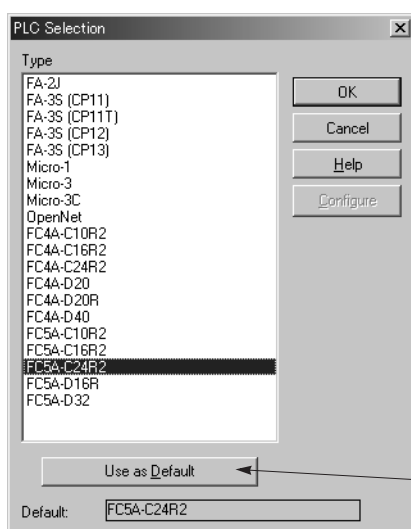 PLC Selection
Type
FA-2J
FA-3S (CP11)
FA-3S (CP11T)
FA-3S (CP12)
FA-3S (CP13)
Micro-1
Micro-3
Micro-3C
OpenNet
FC4A-C10R2
FC4A-C16R2
FC4A-C24R2
FC4A-D20
FC4A-D20R
FC4A-D40
FC5A-C10R2
FC5A-C16R2
FC5A-C24R2
FC5A-D16R
FC5A-D32
OK
Cancel
Help
Configure
Use as Default
Default: FC5A-C24R2